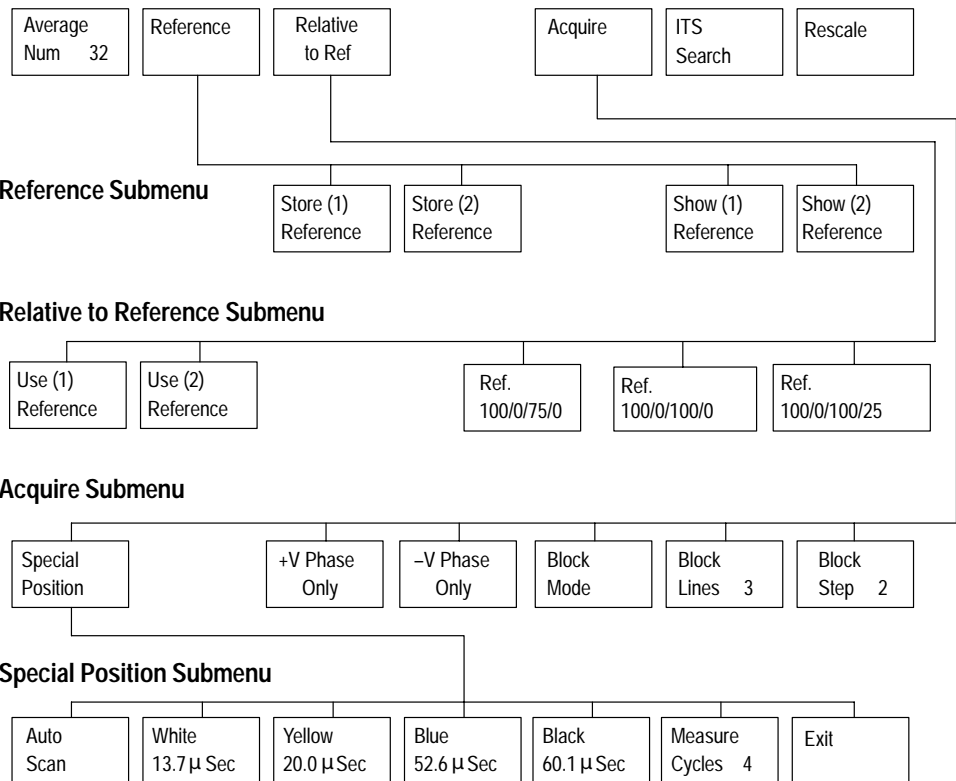 Average
Num 32
Reference
Relative
to Ref
Acquire
ITS
Search
Rescale
Reference Submenu
Store (1)
Reference
Store (2)
Reference
Show (1)
Reference
Show (2)
Reference
Relative to Reference Submenu
Use (1)
Reference
Use (2)
Reference
Ref.
100/0/75/0
Ref.
100/0/100/0
Ref.
100/0/100/25
Acquire Submenu
Special
Position
+V Phase
Only
–V Phase
Only
Block
Mode
Block
Lines 3
Block
Step 2
Special Position Submenu
Auto
Scan
White
13.7 µ Sec
Yellow
20.0 µ Sec
Blue
52.6 µ Sec
Black
60.1 µ Sec
Measure
Cycles 4
Exit